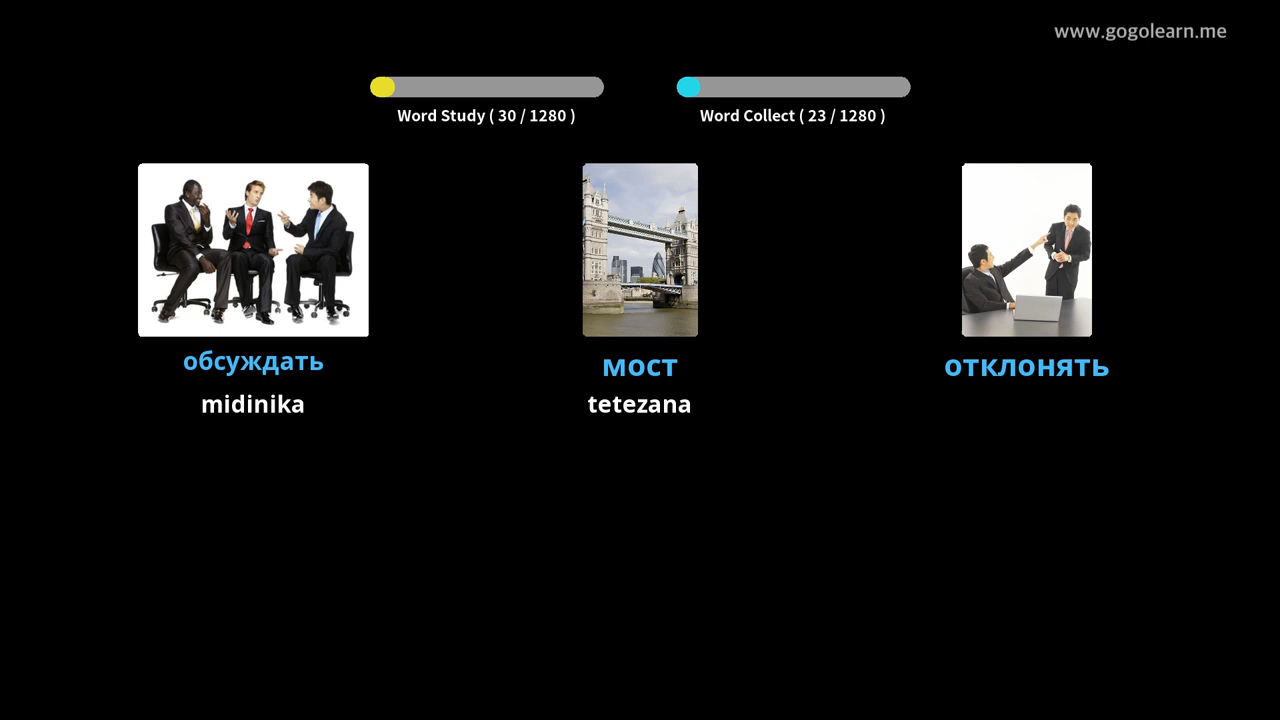 www.gogolearn.me
Word Study ( 30 / 1280 )
Word Collect ( 23 / 1280 )
обсуждать
мост
отклонять
midinika
tetezana